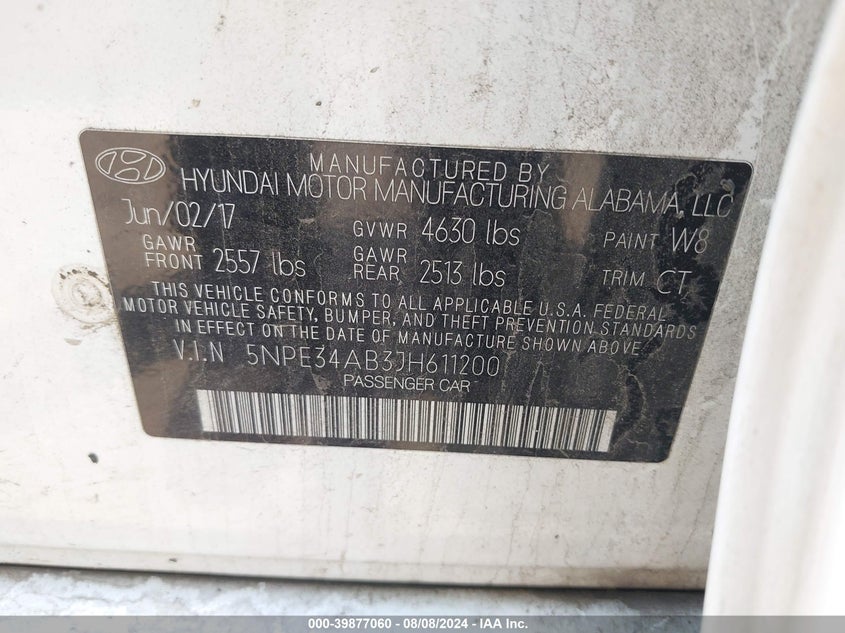 MANUFACTURED BY
HYUNDAI MOTOR MANUFACTURING ALABAMA, LLC
Jun/02/17 GVWR 4630 lbs PAINT W8
GAWR FRONT 2557 lbs GAWR REAR 2513 lbs TRIM CT
THIS VEHICLE CONFORMS TO ALL APPLICABLE U.S.A. FEDERAL
MOTOR VEHICLE SAFETY, BUMPER, AND THEFT PREVENTION STANDARDS
IN EFFECT ON THE DATE OF MANUFACTURE SHOWN ABOVE.
V.I.N 5NPE34AB3JH611200
PASSENGER CAR
000-39877060 - 08/08/2024 - IAA Inc.